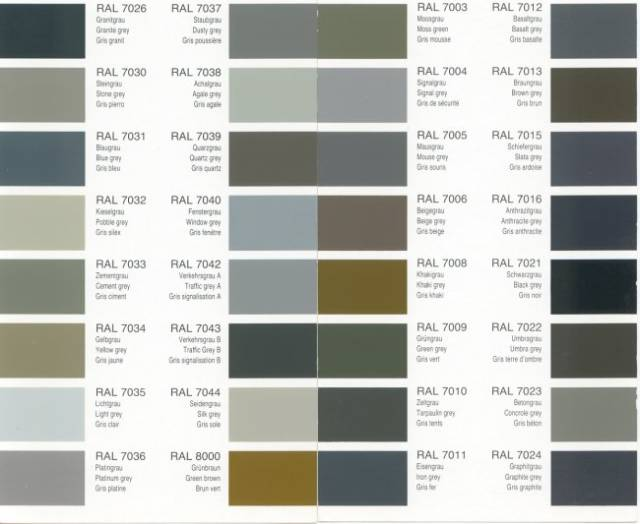 RAL 7026
Granitgrau
Granite grey
Gris granit
RAL 7030
Steingrau
Stone grey
Gris pierro
RAL 7031
Blaugrau
Blue grey
Gris bleu
RAL 7032
Kieselgrau
Pobble grey
Gris silex
RAL 7033
Zementgrau
Cement grey
Gris ciment
RAL 7034
Gelbgrau
Yellow grey
Gris jaune
RAL 7035
Lichtgrau
Light grey
Gris clair
RAL 7036
Platingrau
Platinum grey
Gris platine
RAL 7037
Staubgrau
Dusty grey
Gris poussière
RAL 7038
Achatgrau
Agate grey
Gris agate
RAL 7039
Quarzgrau
Quartz grey
Gris quartz
RAL 7040
Fenstergrau
Window grey
Gris fenêtre
RAL 7042
Verkehrsgrau A
Traffic grey A
Gris signalisation A
RAL 7043
Verkehrsgrau B
Traffic Grey B
Gris signalisation B
RAL 7044
Seidengrau
Silk grey
Gris soie
RAL 8000
Grünbraun
Green brown
Brun vert
RAL 7003
Moosgrau
Moss green
Gris mousse
RAL 7004
Signalgrau
Signal grey
Gris de sécurité
RAL 7005
Mausgrau
Mouse grey
Gris souris
RAL 7006
Beigegrau
Beige grey
Gris beige
RAL 7008
Khakigrau
Khaki grey
Gris khaki
RAL 7009
Grüngrau
Green grey
Gris vert
RAL 7010
Zeltgrau
Tarpaulin grey
Gris tente
RAL 7011
Eisengrau
Iron grey
Gris fer
RAL 7012
Basaltgrau
Basalt grey
Gris basalte
RAL 7013
Braungrau
Brown grey
Gris brun
RAL 7015
Schiefergrau
Slata grey
Gris ardoise
RAL 7016
Anthrazitgrau
Anthracite grey
Gris anthracite
RAL 7021
Schwarzgrau
Black grey
Gris noir
RAL 7022
Umbragrau
Umbra grey
Gris terre d'ombre
RAL 7023
Betongrau
Concrole grey
Gris béton
RAL 7024
Graphitgrau
Graphite grey
Gris graphite